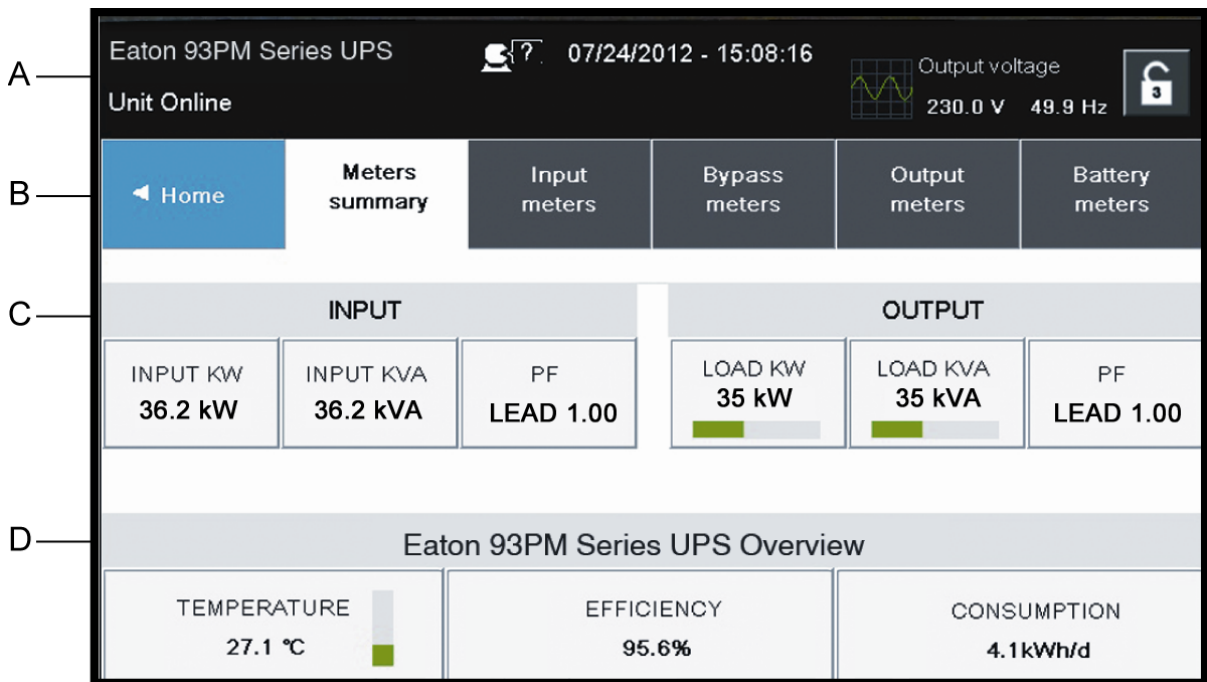 A
Eaton 93PM Series UPS
?
07/24/2012 - 15:08:16
Unit Online
Output voltage
230.0 V 49.9 Hz
3
B
Home
Meters
summary
Input
meters
Bypass
meters
Output
meters
Battery
meters
C
INPUT
OUTPUT
INPUT KW
36.2 kW
INPUT KVA
36.2 kVA
PF
LEAD 1.00
LOAD KW
35 kW
LOAD KVA
35 kVA
PF
LEAD 1.00
D
Eaton 93PM Series UPS Overview
TEMPERATURE
27.1 °C
EFFICIENCY
95.6%
CONSUMPTION
4.1kWh/d